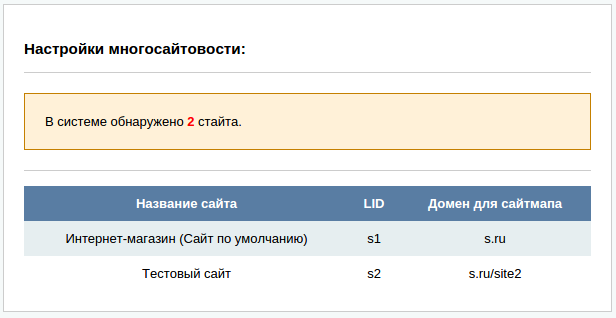 Настройки многосайтовости:
В системе обнаружено 2 стайта.
Название сайта LID Домен для сайтмапа
Интернет-магазин (Сайт по умолчанию) s1 s.ru
Тестовый сайт s2 s.ru/site2